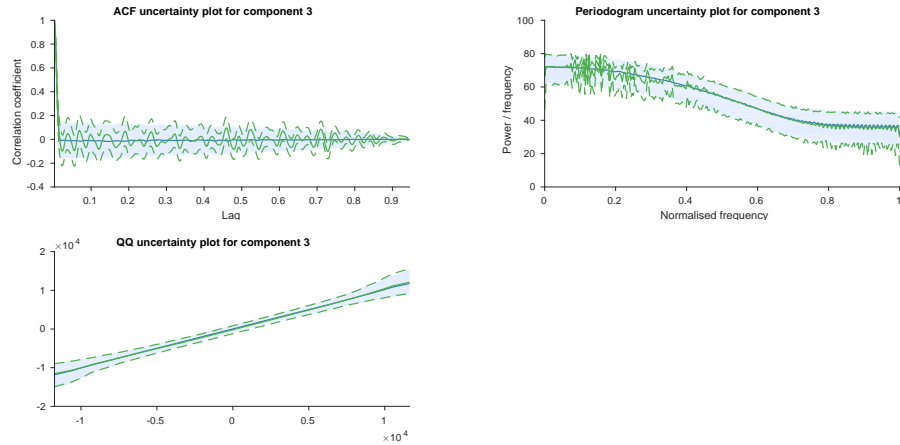 ACF uncertainty plot for component 3
1
0.8
0.6
0.4
0.2
0
-0.2
-0.4
Correlation coefficient
0.1 0.2 0.3 0.4 0.5 0.6 0.7 0.8 0.9
Lag
Periodogram uncertainty plot for component 3
100
80
60
40
20
0
Power / frequency
0 0.2 0.4 0.6 0.8 1
Normalised frequency
QQ uncertainty plot for component 3
×10^4
2
1
0
-1
-2
-1 -0.5 0 0.5 1
×10^4